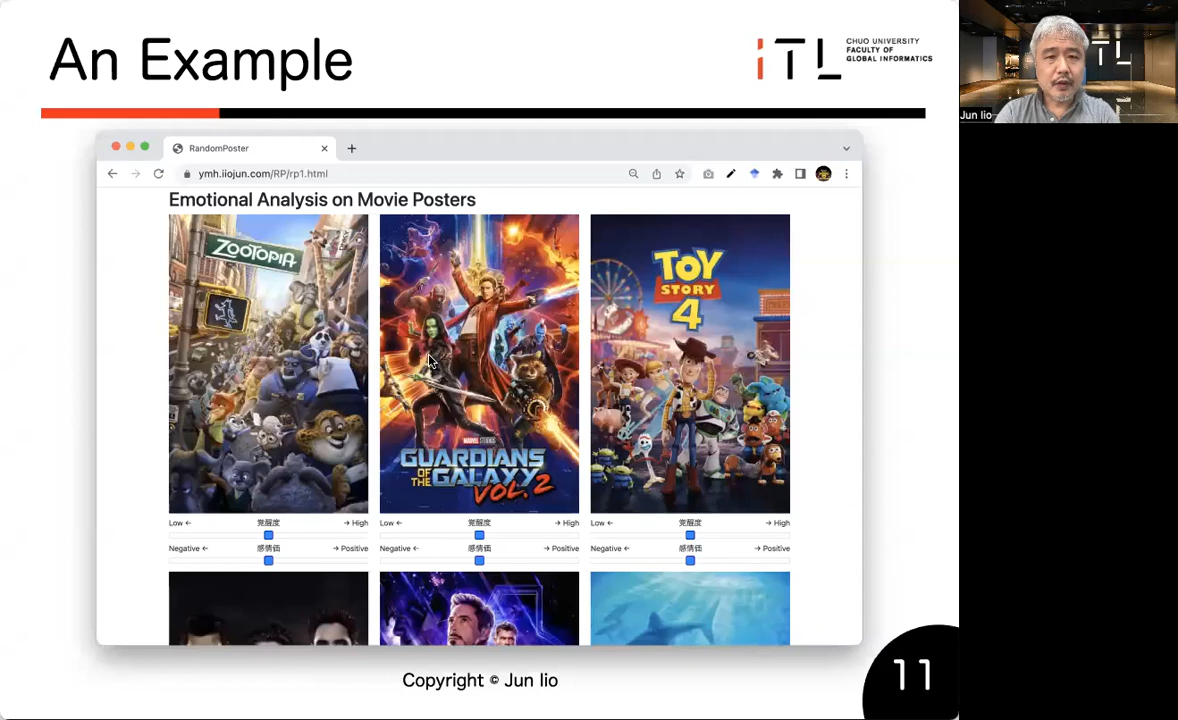 An Example
iTL
CHUO UNIVERSITY
FACULTY OF
GLOBAL INFORMATICS
TL
Jun Iio
RandomPoster
ymh.iiojun.com/RP/rp1.html
Emotional Analysis on Movie Posters
ZOOTOPIA
MARVEL STUDIOS
GUARDIANS
OF THE GALAXY
VOL. 2
TOY
STORY
4
Low ← 覚醒度 → High
Negative ← 感情価 → Positive
Low ← 覚醒度 → High
Negative ← 感情価 → Positive
Low ← 覚醒度 → High
Negative ← 感情価 → Positive
Copyright © Jun Iio
11